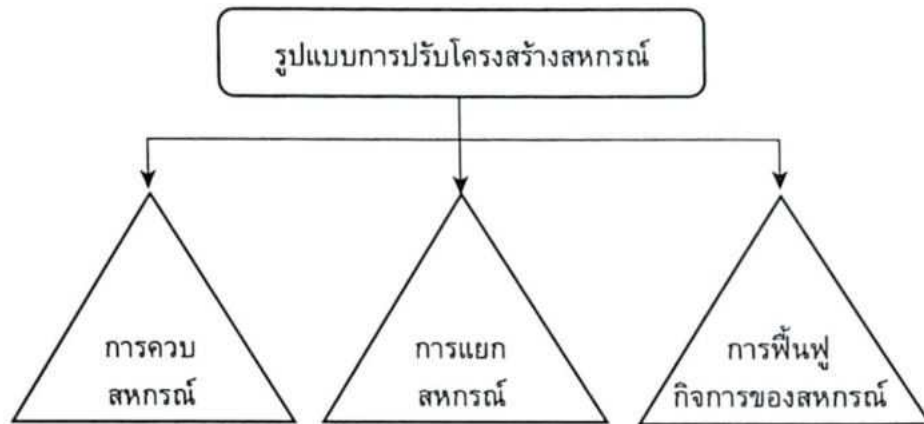 รูปแบบการปรับโครงสร้างสหกรณ์
การควบ
สหกรณ์
การแยก
สหกรณ์
การฟื้นฟู
กิจการของสหกรณ์